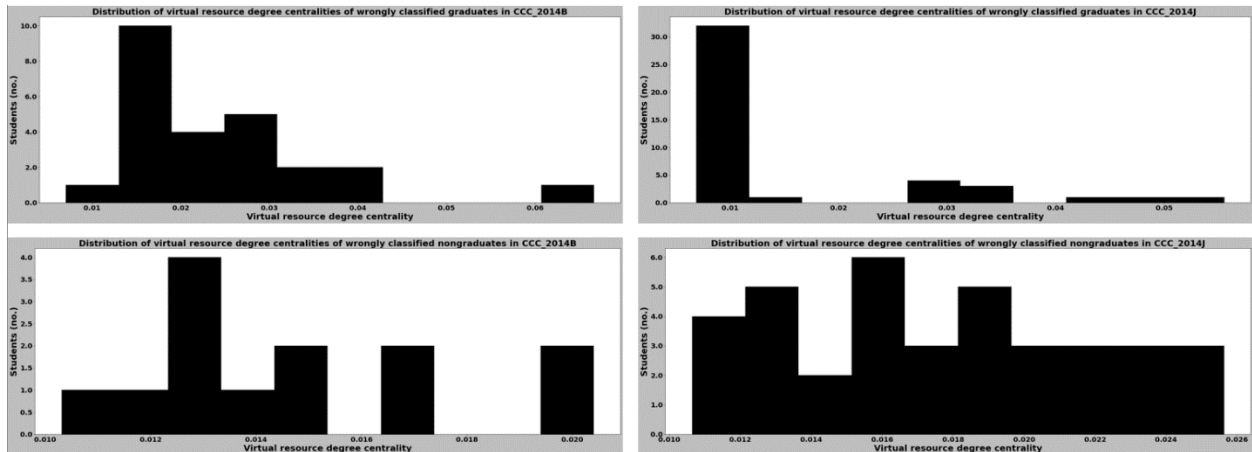 Distribution of virtual resource degree centralities of wrongly classified graduates in CCC_2014B
Students (no.)
10.0
8.0
6.0
4.0
2.0
0.0
0.01 0.02 0.03 0.04 0.05 0.06
Virtual resource degree centrality
Distribution of virtual resource degree centralities of wrongly classified graduates in CCC_2014J
Students (no.)
30.0
25.0
20.0
15.0
10.0
5.0
0.0
0.01 0.02 0.03 0.04 0.05
Virtual resource degree centrality
Distribution of virtual resource degree centralities of wrongly classified nongraduates in CCC_2014B
Students (no.)
4.0
3.5
3.0
2.5
2.0
1.5
1.0
0.5
0.0
0.010 0.012 0.014 0.016 0.018 0.020
Virtual resource degree centrality
Distribution of virtual resource degree centralities of wrongly classified nongraduates in CCC_2014J
Students (no.)
6.0
5.0
4.0
3.0
2.0
1.0
0.0
0.010 0.012 0.014 0.016 0.018 0.020 0.022 0.024 0.026
Virtual resource degree centrality